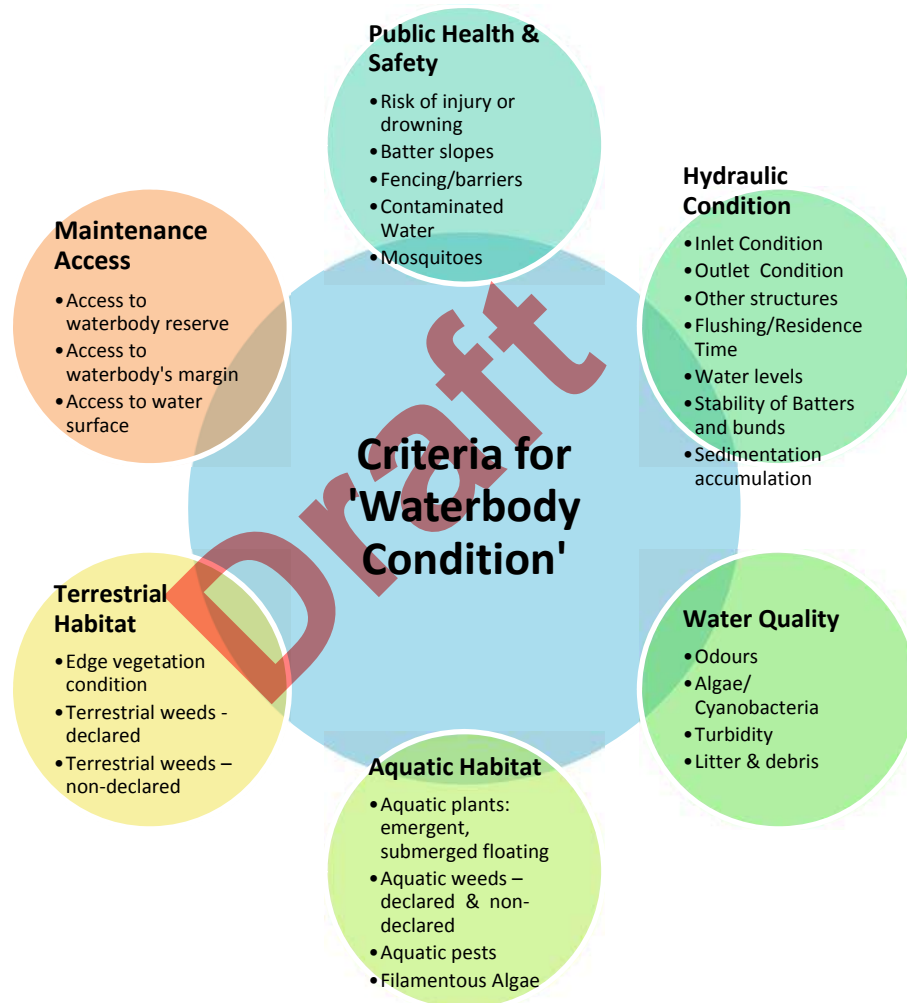 Public Health &
Safety
•Risk of injury or
drowning
•Batter slopes
•Fencing/barriers
•Contaminated
Water
•Mosquitoes
Hydraulic
Condition
•Inlet Condition
•Outlet Condition
•Other structures
•Flushing/Residence
Time
•Water levels
•Stability of Batters
and bunds
•Sedimentation
accumulation
Water Quality
•Odours
•Algae/
Cyanobacteria
•Turbidity
•Litter & debris
Aquatic Habitat
•Aquatic plants:
emergent,
submerged floating
•Aquatic weeds –
declared & non-
declared
•Aquatic pests
•Filamentous Algae
Terrestrial
Habitat
•Edge vegetation
condition
•Terrestrial weeds -
declared
•Terrestrial weeds –
non-declared
Maintenance
Access
•Access to
waterbody reserve
•Access to
waterbody's margin
•Access to water
surface
Criteria for
'Waterbody
Condition'
Draft